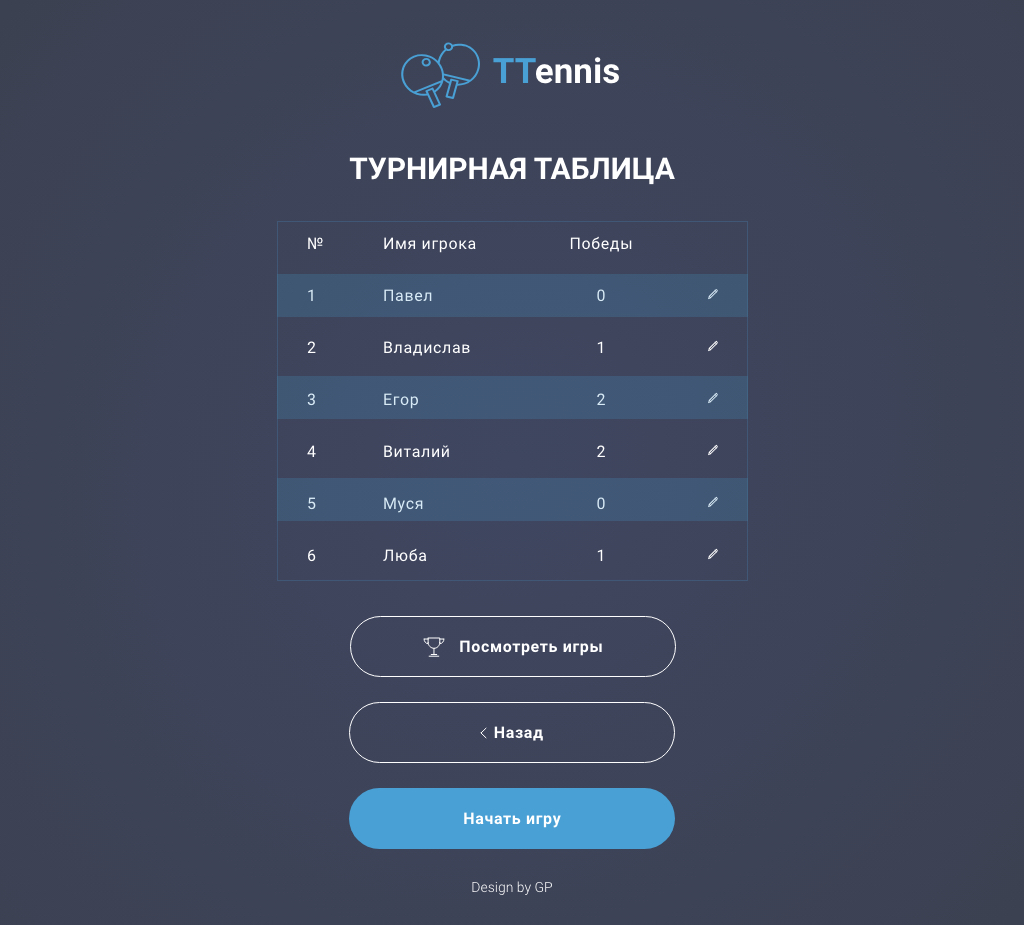 TTennis
ТУРНИРНАЯ ТАБЛИЦА
№ Имя игрока Победы
1 Павел 0
2 Владислав 1
3 Егор 2
4 Виталий 2
5 Муся 0
6 Люба 1
Посмотреть игры
Назад
Начать игру
Design by GP